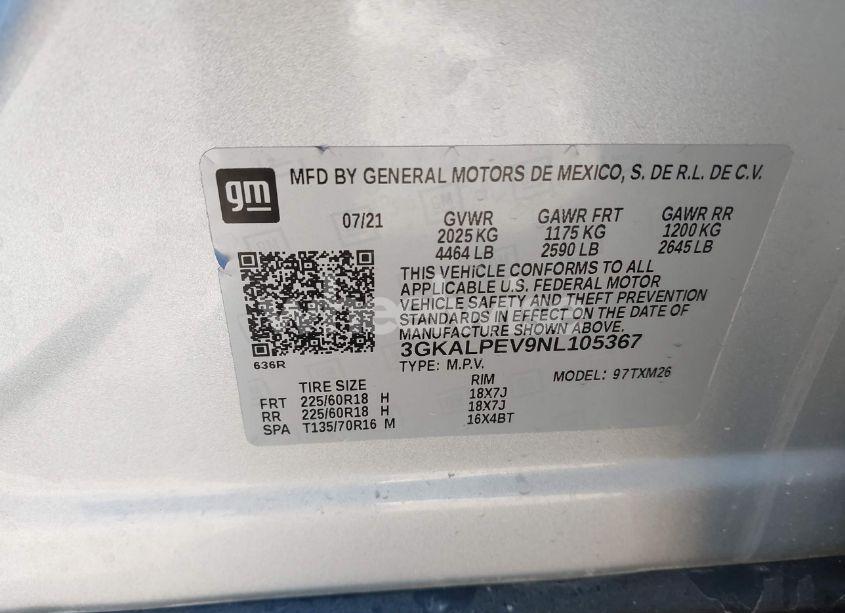 gm
MFD BY GENERAL MOTORS DE MEXICO, S. DE R.L. DE C.V.
07/21 GVWR GAWR FRT GAWR RR
2025 KG 1175 KG 1200 KG
4464 LB 2590 LB 2645 LB
THIS VEHICLE CONFORMS TO ALL
APPLICABLE U.S. FEDERAL MOTOR
VEHICLE SAFETY AND THEFT PREVENTION
STANDARDS IN EFFECT ON THE DATE OF
MANUFACTURE SHOWN ABOVE.
636R
3GKALPEV9NL105367
TYPE: M.P.V.
TIRE SIZE RIM MODEL: 97TXM26
FRT 225/60R18 H 18X7J
RR 225/60R18 H 18X7J
SPA T135/70R16 M 16X4BT